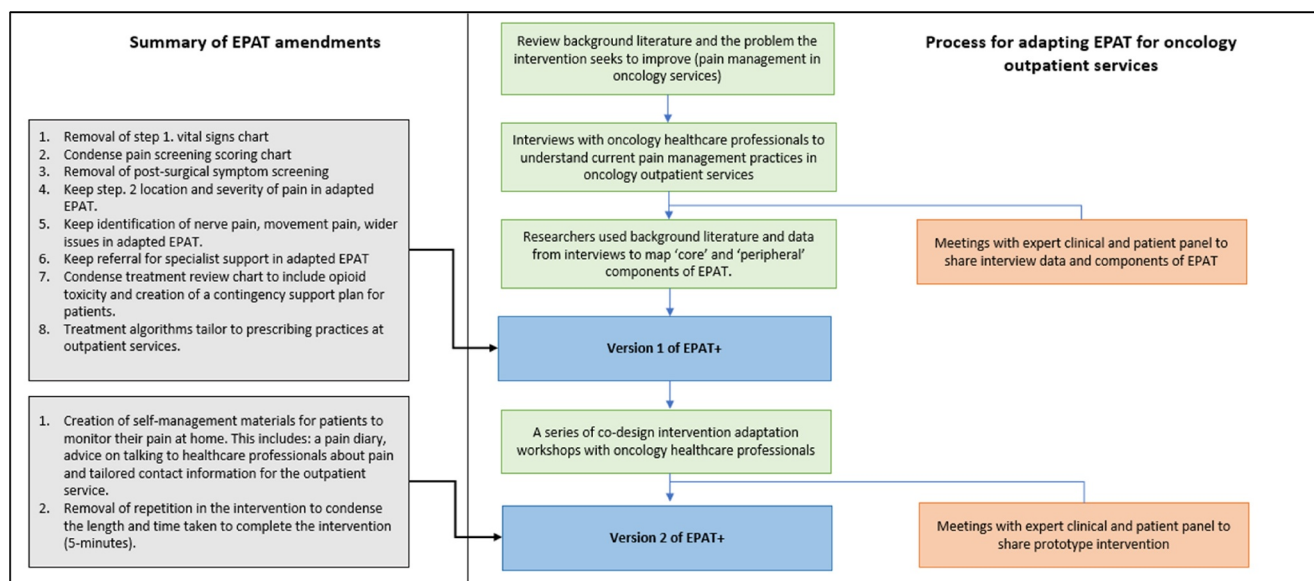 Summary of EPAT amendments
1. Removal of step 1. vital signs chart
2. Condense pain screening scoring chart
3. Removal of post-surgical symptom screening
4. Keep step. 2 location and severity of pain in adapted
EPAT.
5. Keep identification of nerve pain, movement pain, wider
issues in adapted EPAT.
6. Keep referral for specialist support in adapted EPAT
7. Condense treatment review chart to include opioid
toxicity and creation of a contingency support plan for
patients.
8. Treatment algorithms tailor to prescribing practices at
outpatient services.
1. Creation of self-management materials for patients to
monitor their pain at home. This includes: a pain diary,
advice on talking to healthcare professionals about pain
and tailored contact information for the outpatient
service.
2. Removal of repetition in the intervention to condense
the length and time taken to complete the intervention
(5-minutes).
Process for adapting EPAT for oncology
outpatient services
Review background literature and the problem the
intervention seeks to improve (pain management in
oncology services)
Interviews with oncology healthcare professionals to
understand current pain management practices in
oncology outpatient services
Researchers used background literature and data
from interviews to map ‘core’ and ‘peripheral’
components of EPAT.
Meetings with expert clinical and patient panel to
share interview data and components of EPAT
Version 1 of EPAT+
A series of co-design intervention adaptation
workshops with oncology healthcare professionals
Version 2 of EPAT+
Meetings with expert clinical and patient panel to
share prototype intervention